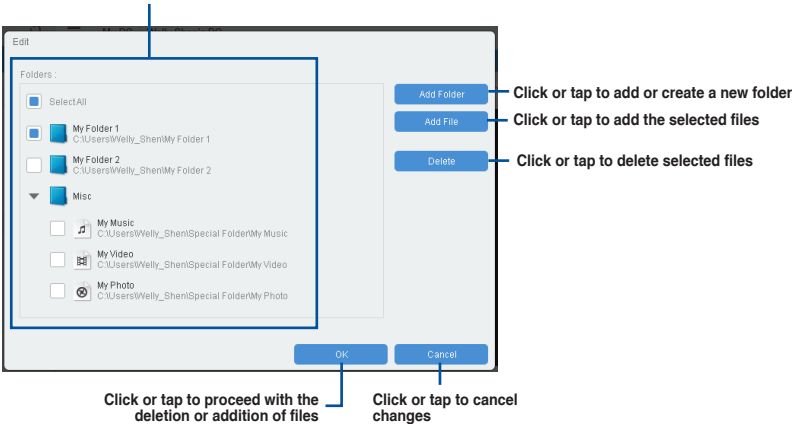 Edit
Folders :
SelectAll
My Folder 1
C:\Users\Welly_Shen\My Folder 1
My Folder 2
C:\Users\Welly_Shen\My Folder 2
Misc
My Music
C:\Users\Welly_Shen\Special Folder\My Music
My Video
C:\Users\Welly_Shen\Special Folder\My Video
My Photo
C:\Users\Welly_Shen\Special Folder\My Photo
Add Folder
Click or tap to add or create a new folder
Add File
Click or tap to add the selected files
Delete
Click or tap to delete selected files
OK
Cancel
Click or tap to proceed with the
deletion or addition of files
Click or tap to cancel
changes